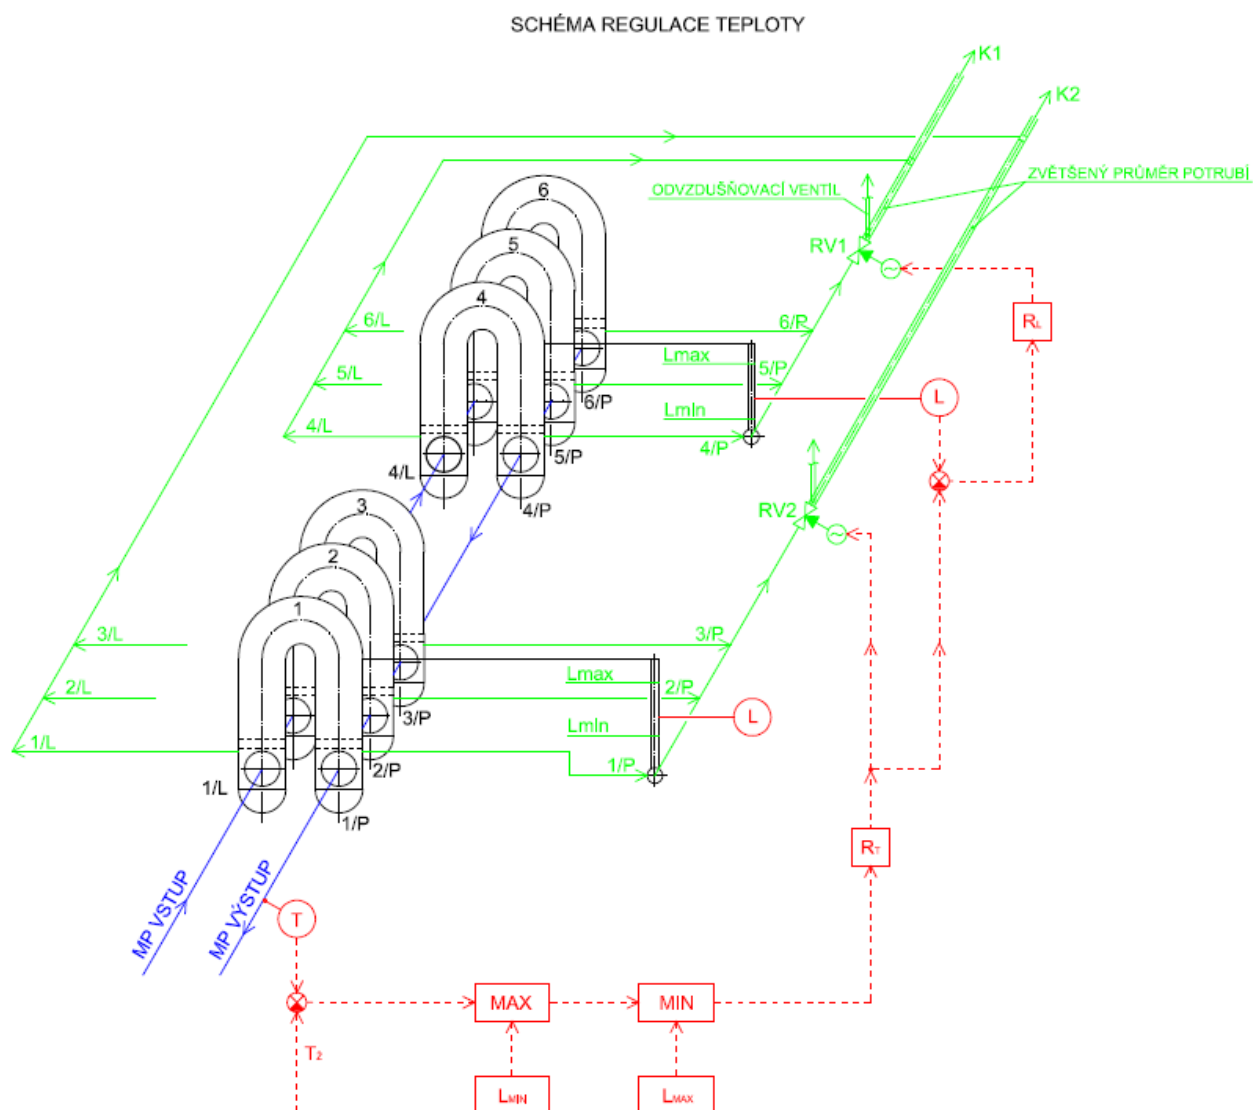 SCHÉMA REGULACE TEPLOTY
K1
K2
ZVĚTŠENÝ PRŮMĚR POTRUBÍ
ODVZDUŠŇOVACÍ VENTIL
6
RV1
5
4
6/L
6/P
RL
Lmax
5/P
5/L
L
6/P
LmIn
4/L
4/P
5/P
4/L
4/P
3
RV2
2
1
3/L
3/P
Lmax
2/P
2/L
3/P
LmIn
L
1/L
2/P
1/P
1/L
1/P
RT
MP VSTUP
MP VÝSTUP
T
MAX
MIN
T2
LMIN
LMAX